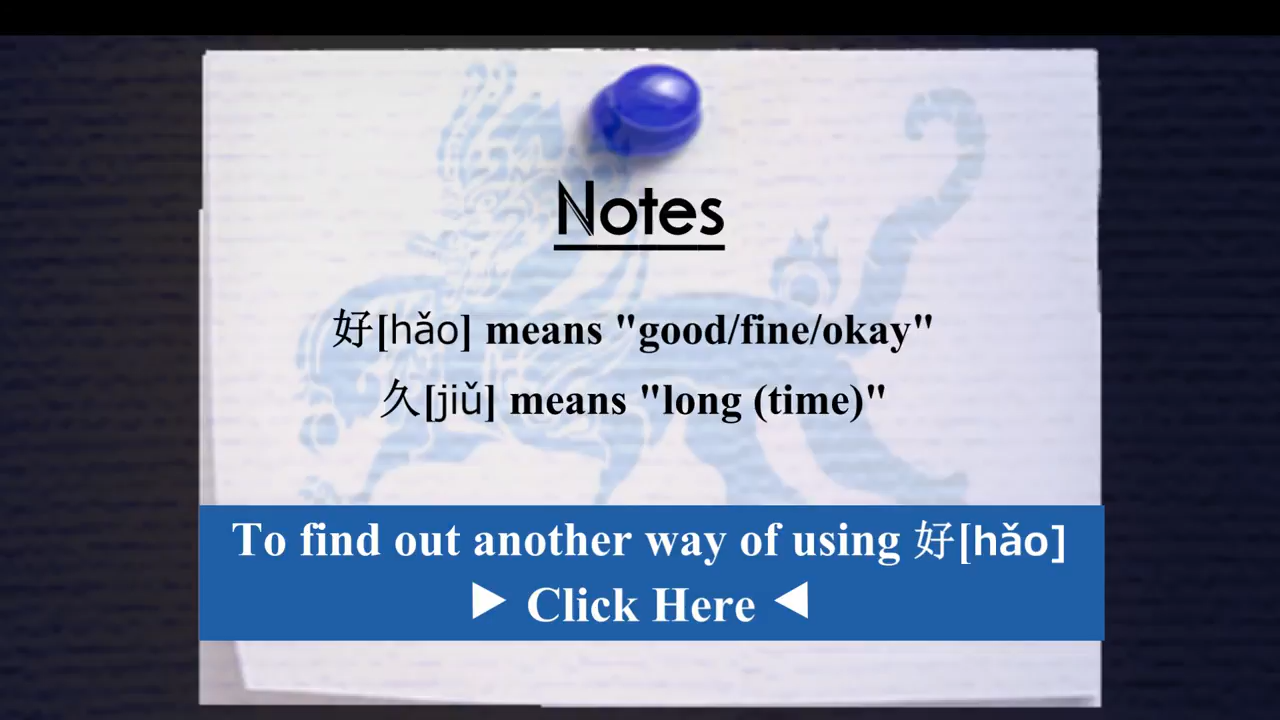 Notes
好[hǎo] means "good/fine/okay"
久[jiǔ] means "long (time)"
To find out another way of using 好[hǎo]
▶ Click Here ◀